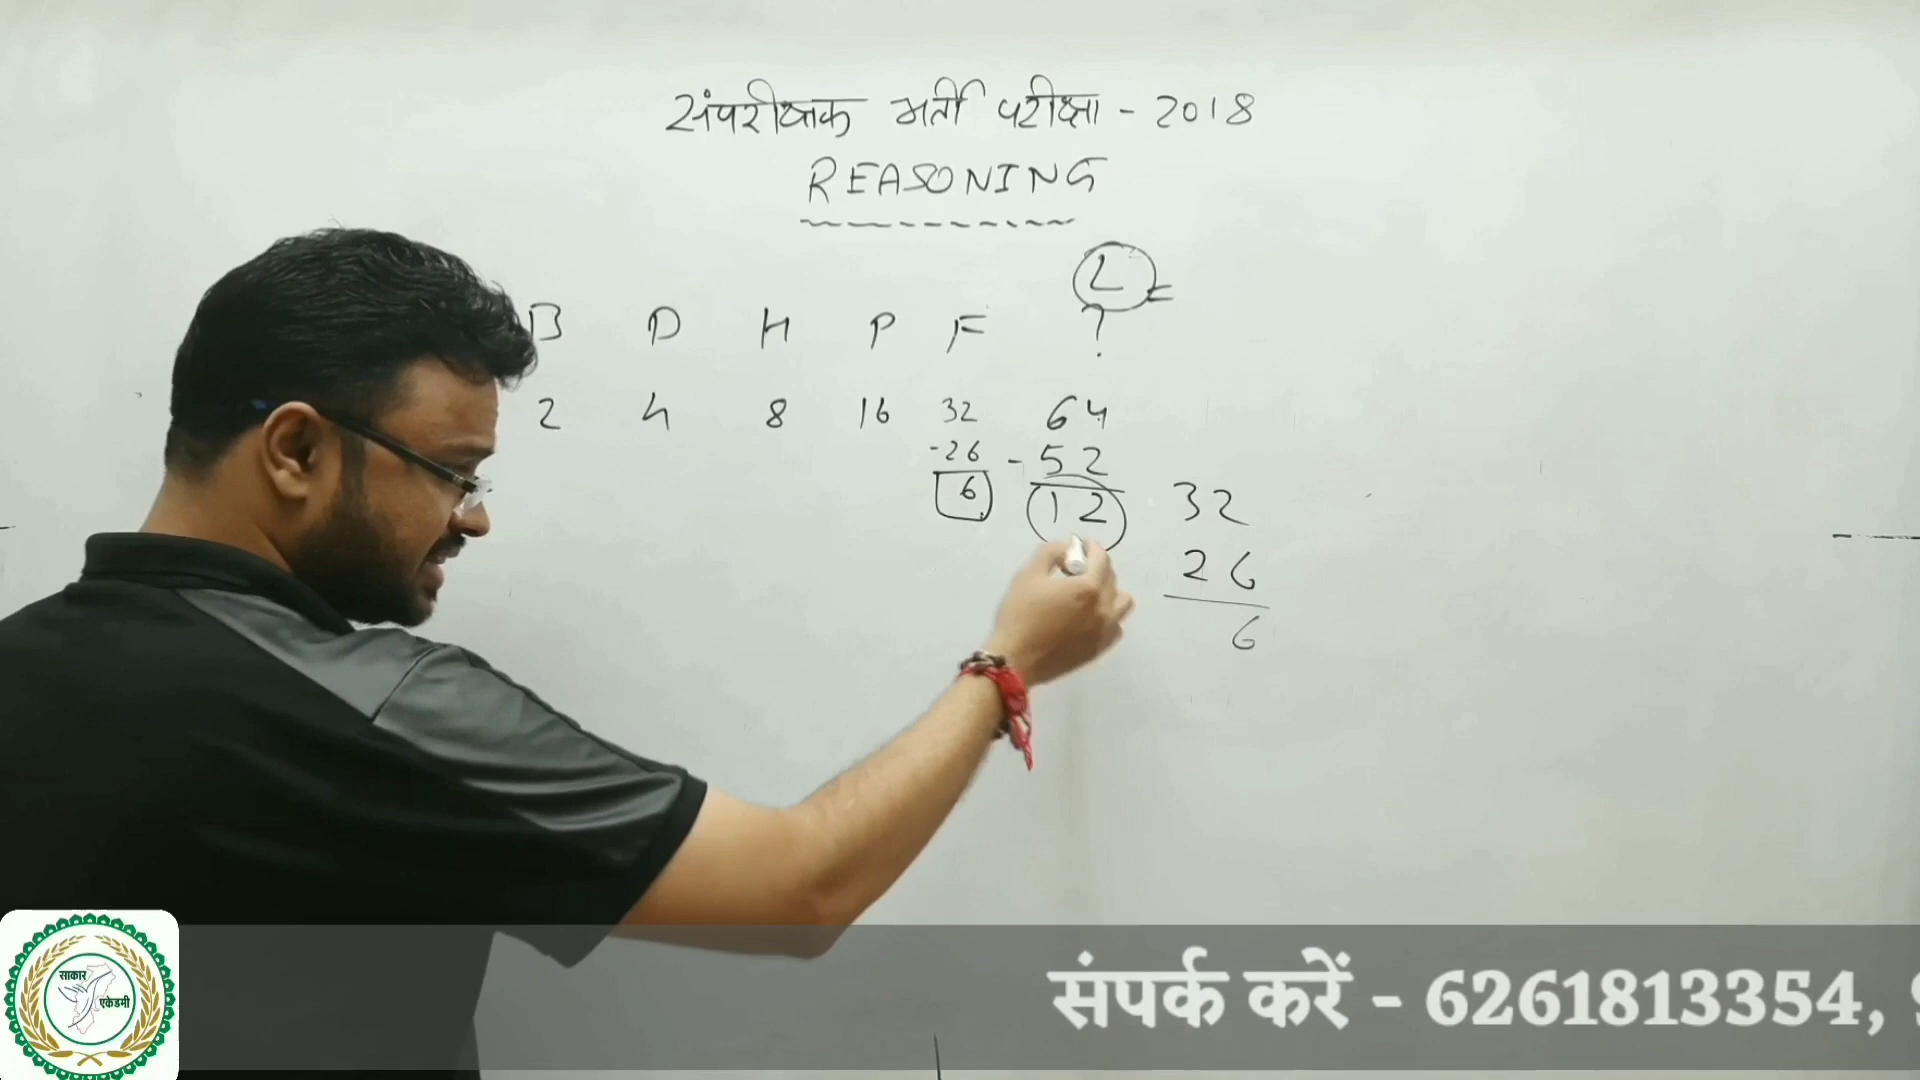 संपरीक्षक भर्ती परीक्षा - 2018
REASONING
L =
B D H P F ?
2 4 8 16 32 64
-26 - 52
6 12
32
26
6
साकार
एकेडमी
संपर्क करें - 6261813354,